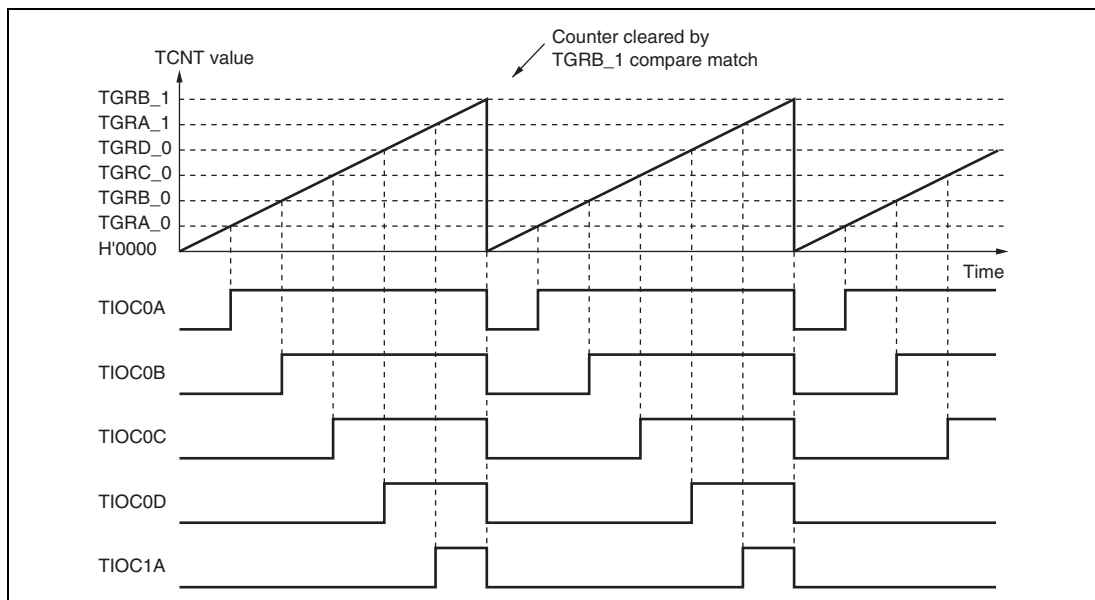 Counter cleared by
TGRB_1 compare match
TCNT value
TGRB_1
TGRA_1
TGRD_0
TGRC_0
TGRB_0
TGRA_0
H'0000
Time
TIOC0A
TIOC0B
TIOC0C
TIOC0D
TIOC1A